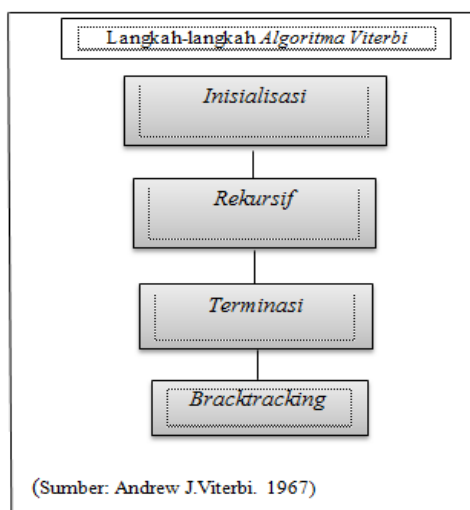 Langkah-langkah Algoritma Viterbi
Inisialisasi
Rekursif
Terminasi
Bracktracking
(Sumber: Andrew J.Viterbi. 1967)